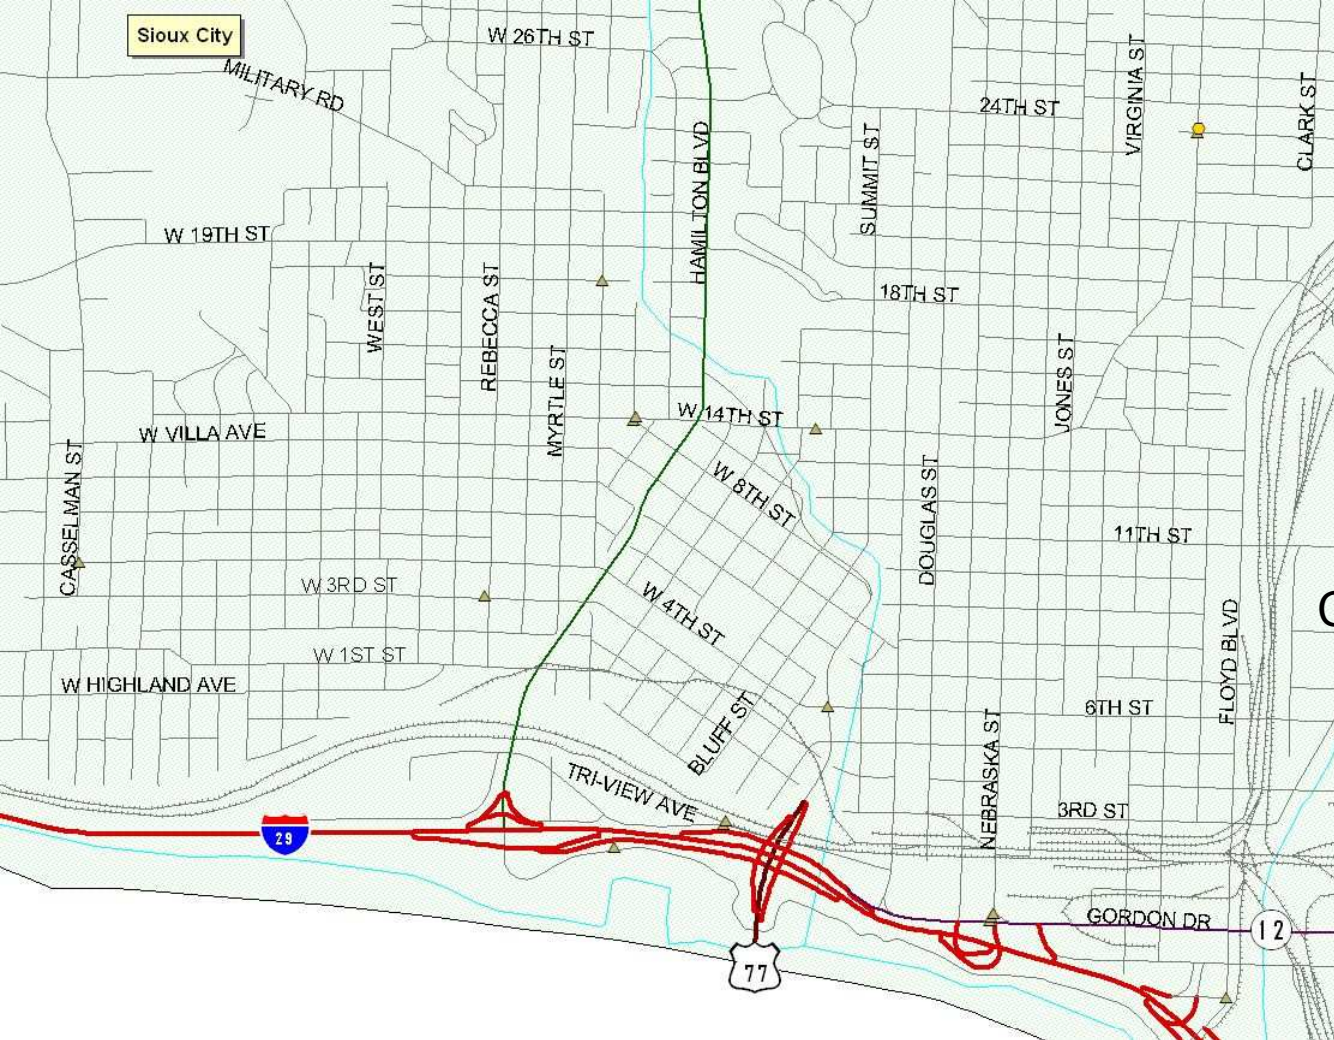 Sioux City
W 26TH ST
MILITARY RD
24TH ST
VIRGINIA ST
CLARK ST
HAMILTON BLVD
SUMMIT ST
W 19TH ST
WEST ST
REBECCA ST
18TH ST
MYRTLE ST
JONES ST
W 14TH ST
W VILLA AVE
CASSELMAN ST
W 8TH ST
DOUGLAS ST
11TH ST
W 3RD ST
W 4TH ST
FLOYD BLVD
W 1ST ST
W HIGHLAND AVE
BLUFF ST
6TH ST
NEBRASKA ST
TRI-VIEW AVE
3RD ST
29
GORDON DR
12
77